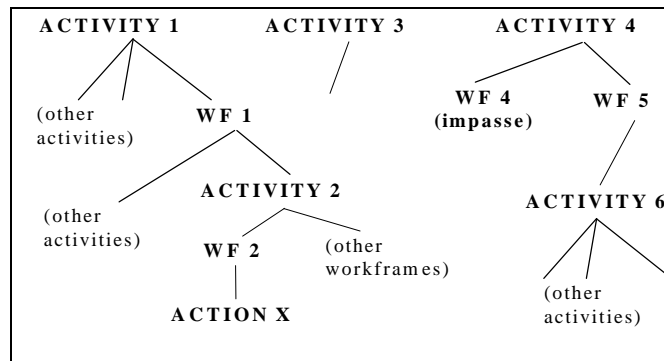 ACTIVITY 1
ACTIVITY 3
ACTIVITY 4
(other
activities)
WF 1
WF 4
(impasse)
WF 5
(other
activities)
ACTIVITY 2
ACTIVITY 6
WF 2
(other
workframes)
ACTION X
(other
activities)